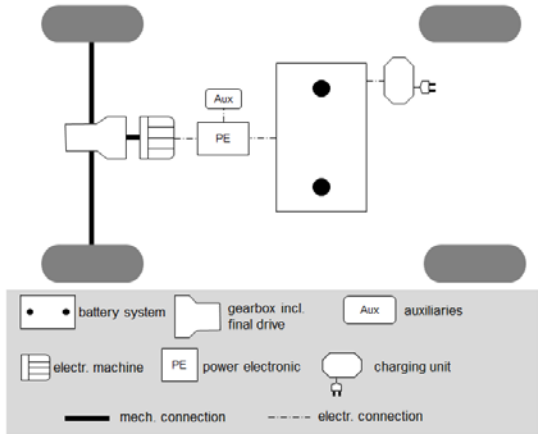 Aux
PE
battery system
gearbox incl.
final drive
Aux
auxiliaries
electr. machine
PE
power electronic
charging unit
mech. connection
electr. connection